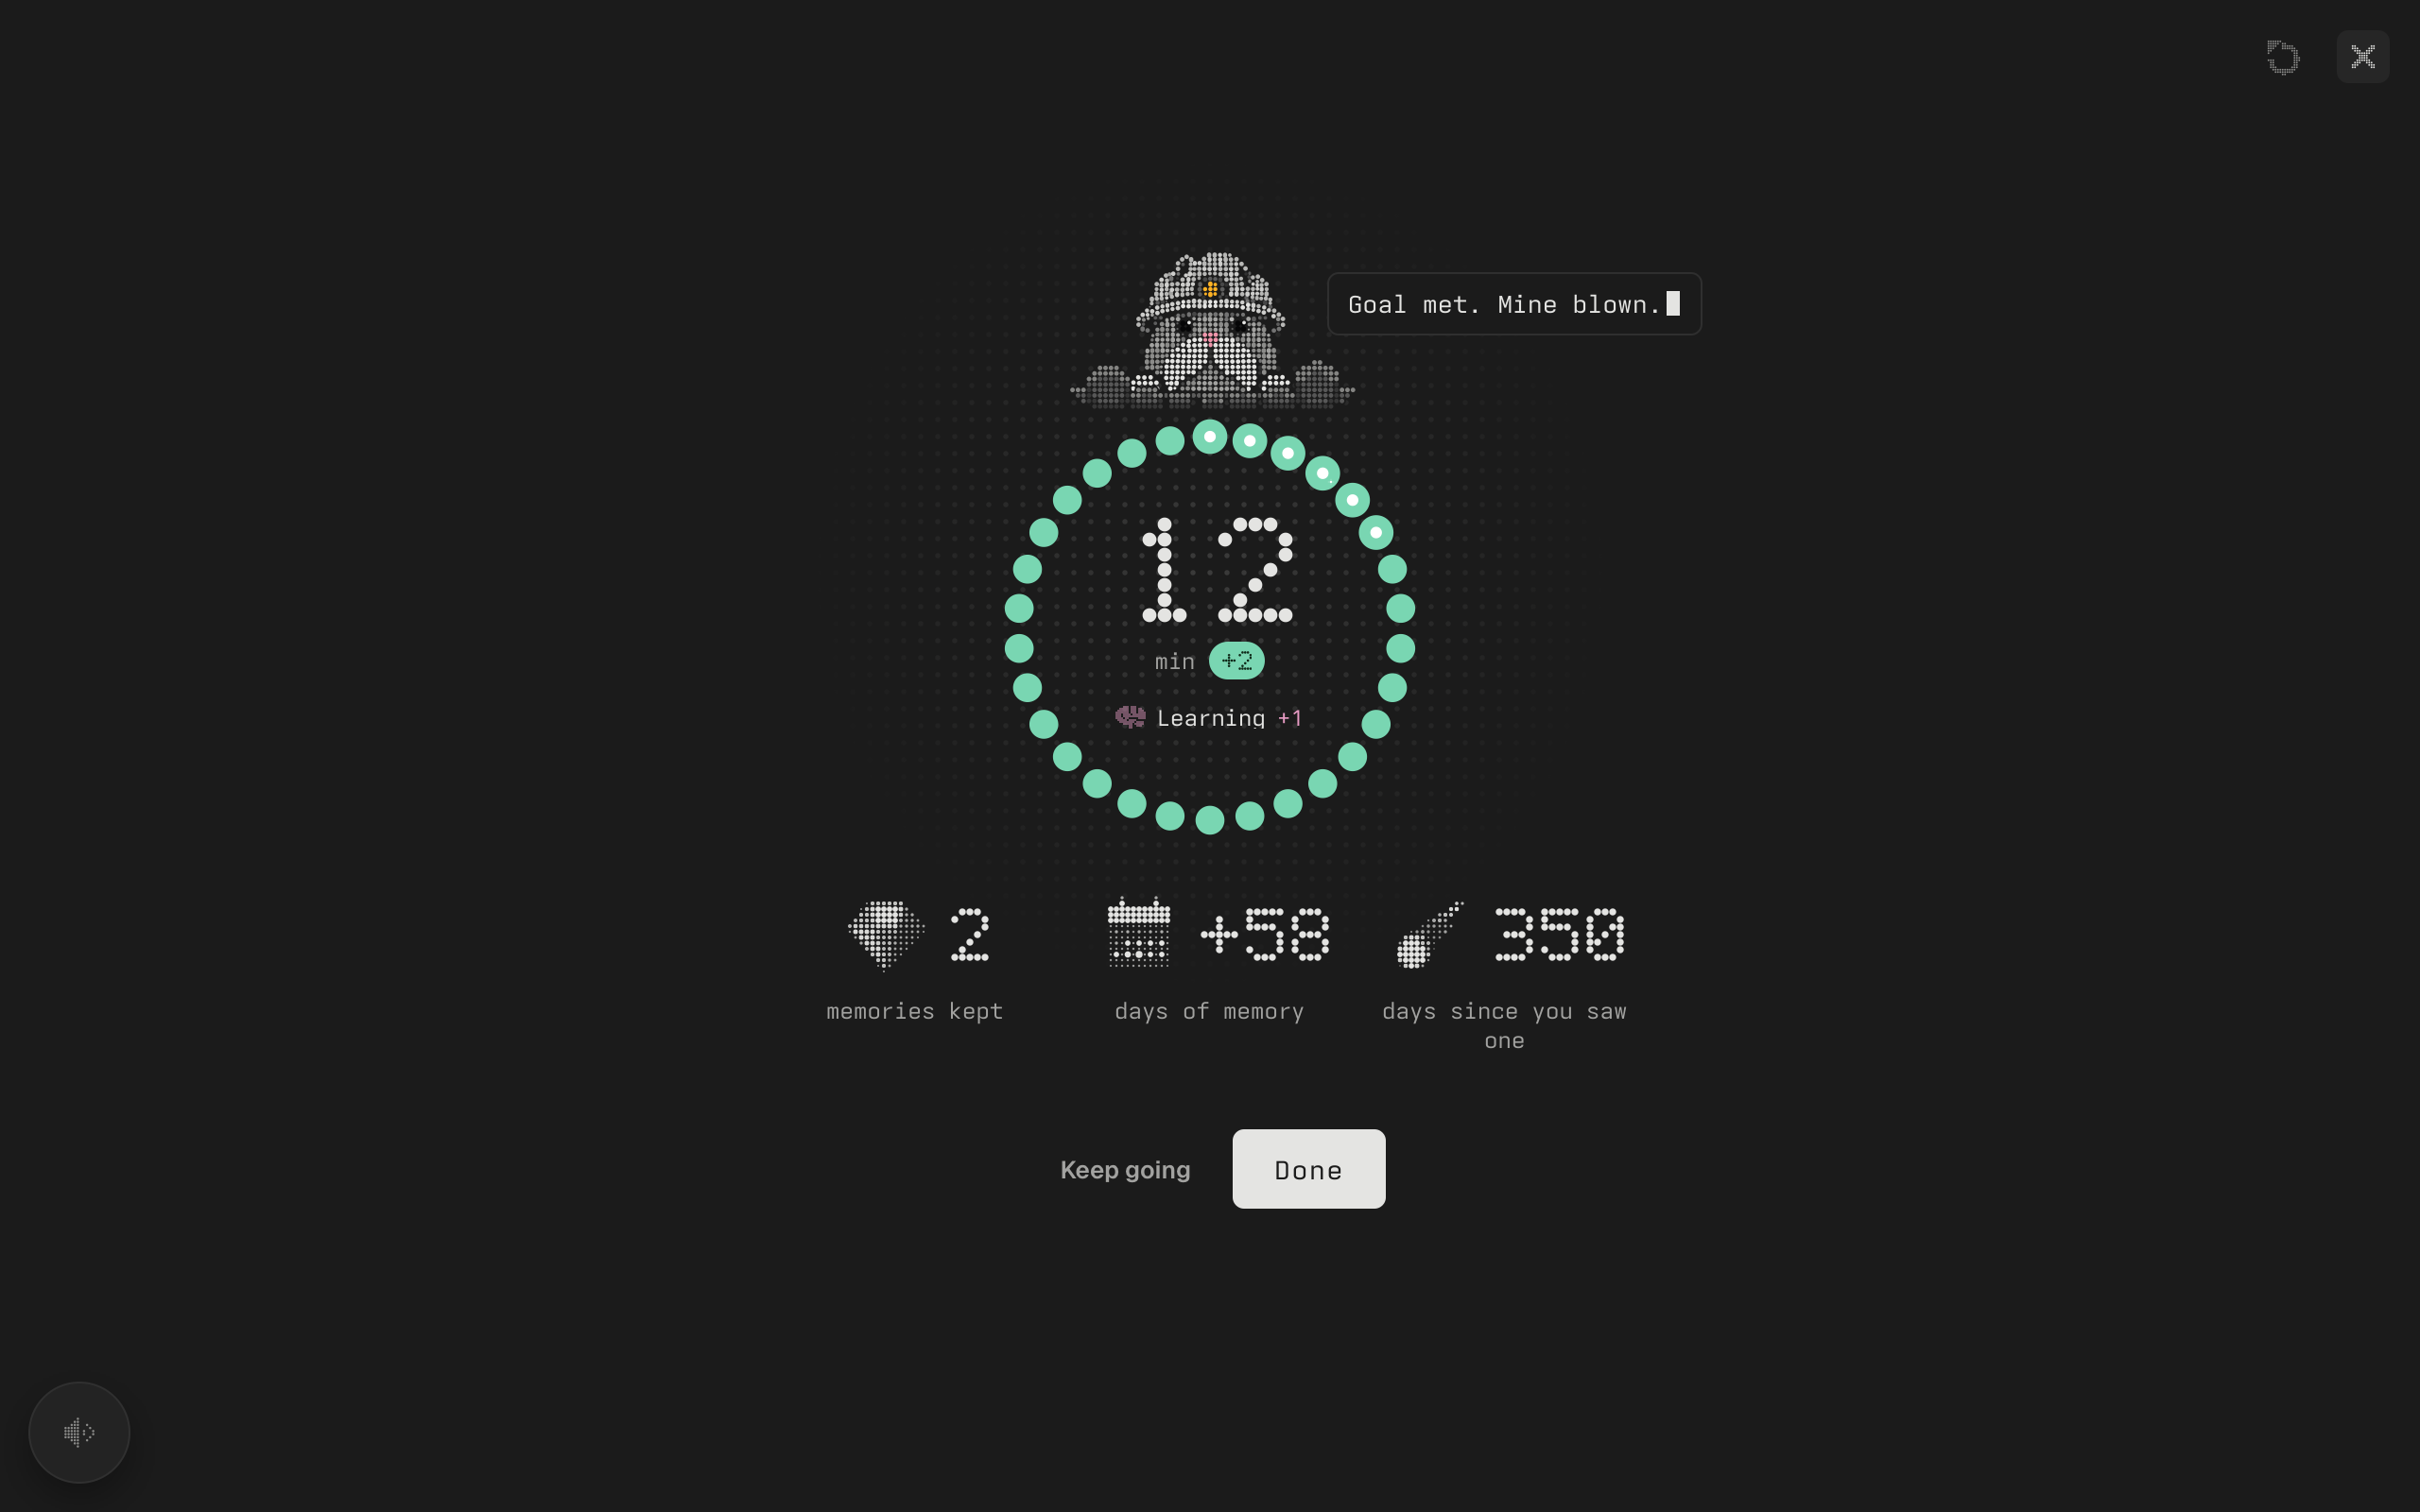 Goal met. Mine blown.
12
min +2
Learning +1
2
memories kept
+58
days of memory
350
days since you saw
one
Keep going
Done